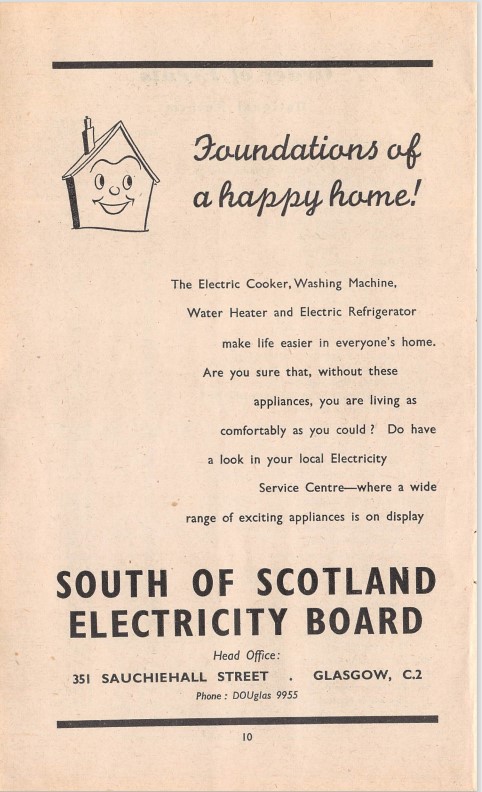 Foundations of
a happy home!
The Electric Cooker, Washing Machine,
Water Heater and Electric Refrigerator
make life easier in everyone's home.
Are you sure that, without these
appliances, you are living as
comfortably as you could ? Do have
a look in your local Electricity
Service Centre—where a wide
range of exciting appliances is on display
SOUTH OF SCOTLAND
ELECTRICITY BOARD
Head Office:
351 SAUCHIEHALL STREET . GLASGOW, C.2
Phone : DOUglas 9955
10